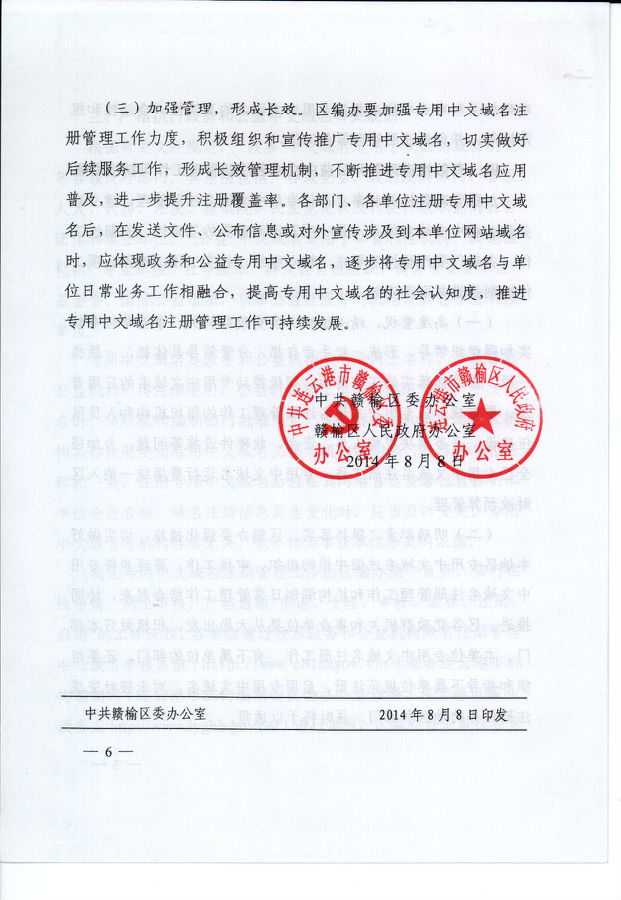 （三）加强管理，形成长效。区编办要加强专用中文域名注
册管理工作力度，积极组织和宣传推广专用中文域名，切实做好
后续服务工作，形成长效管理机制，不断推进专用中文域名应用
普及，进一步提升注册覆盖率。各部门、各单位注册专用中文域
名后，在发送文件、公布信息或对外宣传涉及到本单位网站域名
时，应体现政务和公益专用中文域名，逐步将专用中文域名与单
位日常业务工作相融合，提高专用中文域名的社会认知度，推进
专用中文域名注册管理工作可持续发展。
中共连云港市赣榆区委
办公室
连云港市赣榆区人民政府
办公室
中共赣榆区委办公室
赣榆区人民政府办公室
2014年8月8日
中共赣榆区委办公室 2014年8月8日印发
— 6 —